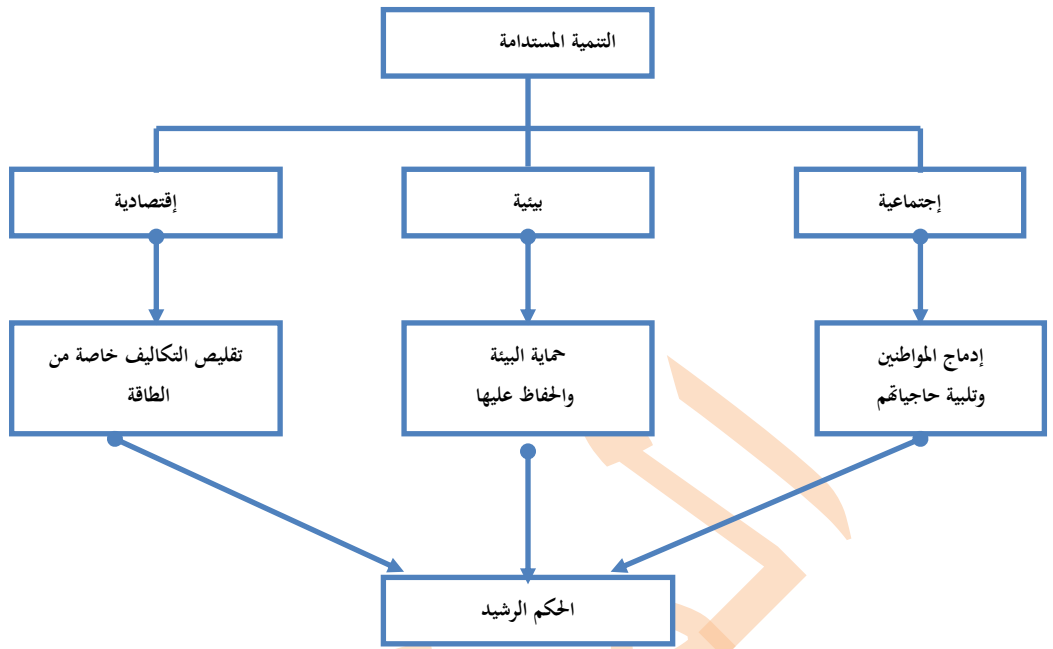 التنمية المستدامة
إجتماعية
بيئية
إقتصادية
إدماج المواطنين
وتلبية حاجياتهم
حماية البيئة
والحفاظ عليها
تقليص التكاليف خاصة من
الطاقة
الحكم الرشيد